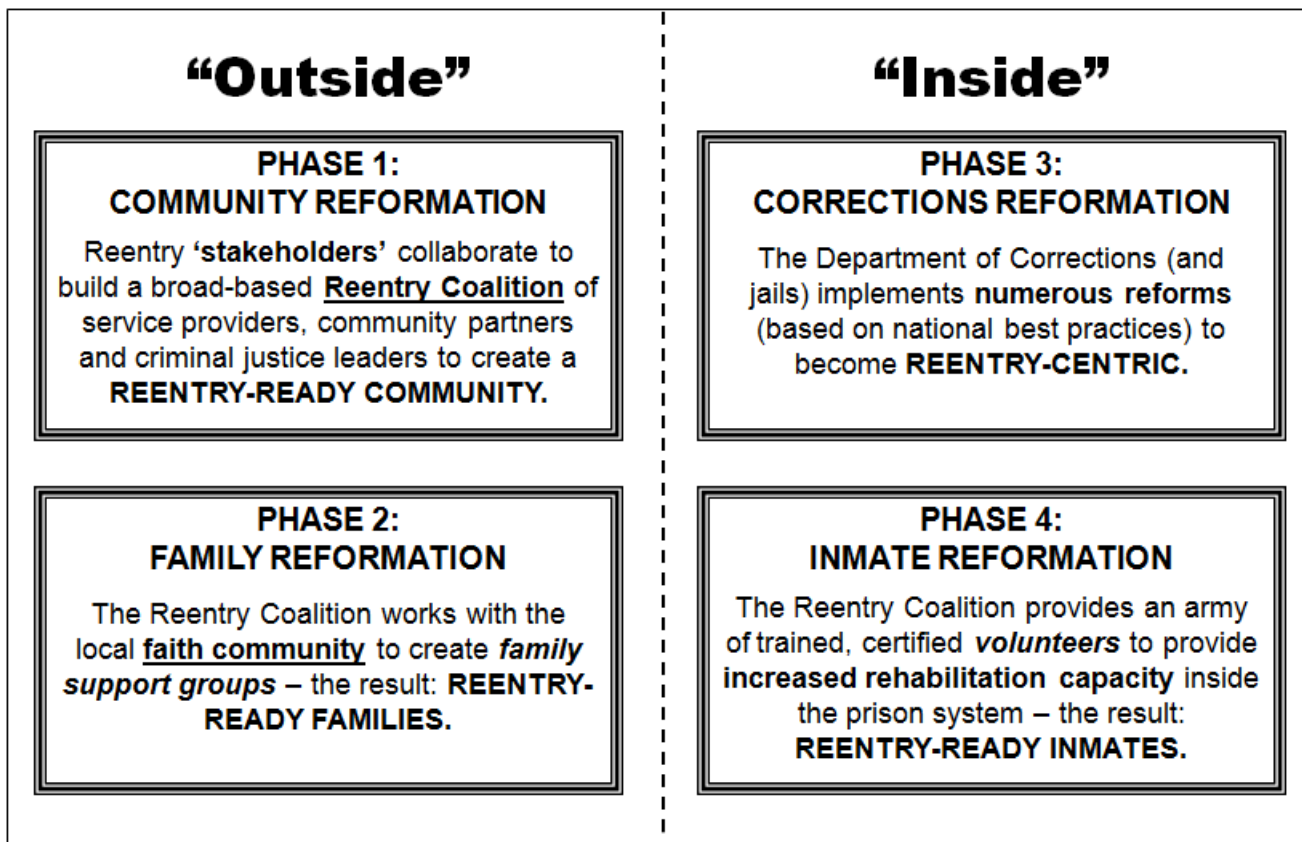 “Outside”
PHASE 1:
COMMUNITY REFORMATION
Reentry ‘stakeholders’ collaborate to
build a broad-based Reentry Coalition of
service providers, community partners
and criminal justice leaders to create a
REENTRY-READY COMMUNITY.
PHASE 2:
FAMILY REFORMATION
The Reentry Coalition works with the
local faith community to create family
support groups – the result: REENTRY-
READY FAMILIES.
“Inside”
PHASE 3:
CORRECTIONS REFORMATION
The Department of Corrections (and
jails) implements numerous reforms
(based on national best practices) to
become REENTRY-CENTRIC.
PHASE 4:
INMATE REFORMATION
The Reentry Coalition provides an army
of trained, certified volunteers to provide
increased rehabilitation capacity inside
the prison system – the result:
REENTRY-READY INMATES.